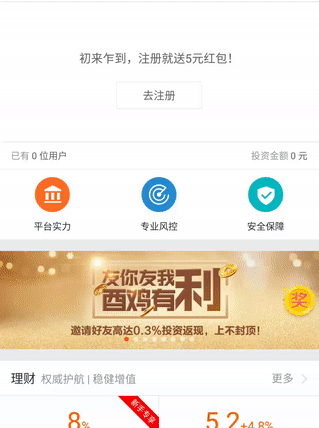 初来乍到，注册就送5元红包！
去注册
已有 0 位用户 投资金额 0 元
平台实力 专业风控 安全保障
友你友我
酉鸡有利
奖
邀请好友高达0.3%投资返现，上不封顶！
理财 权威护航 | 稳健增值 更多
新手专享
8% 5.2+4.8%